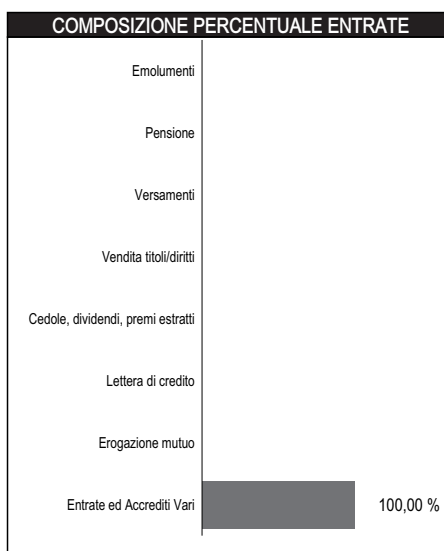 COMPOSIZIONE PERCENTUALE ENTRATE
Emolumenti
Pensione
Versamenti
Vendita titoli/diritti
Cedole, dividendi, premi estratti
Lettera di credito
Erogazione mutuo
Entrate ed Accrediti Vari 100,00 %